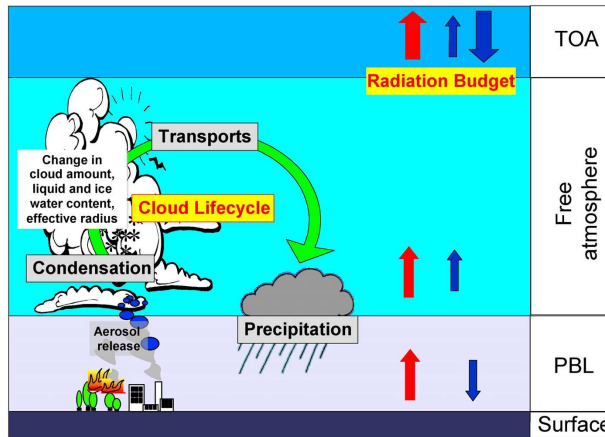 TOA
Radiation Budget
Transports
Change in
cloud amount,
liquid and ice
water content,
effective radius
Cloud Lifecycle
Free
atmosphere
Condensation
Aerosol
release
Precipitation
PBL
Surface